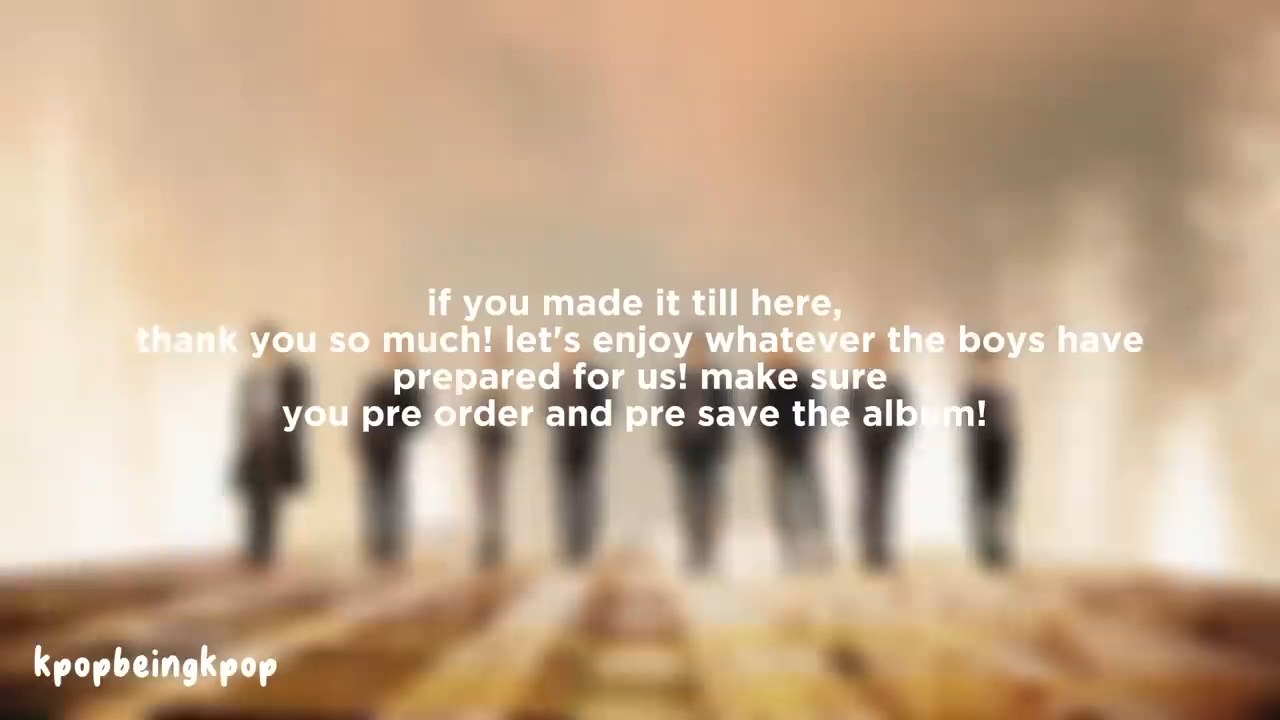 if you made it till here,
thank you so much! let's enjoy whatever the boys have
prepared for us! make sure
you pre order and pre save the album!
kpopbeingkpop